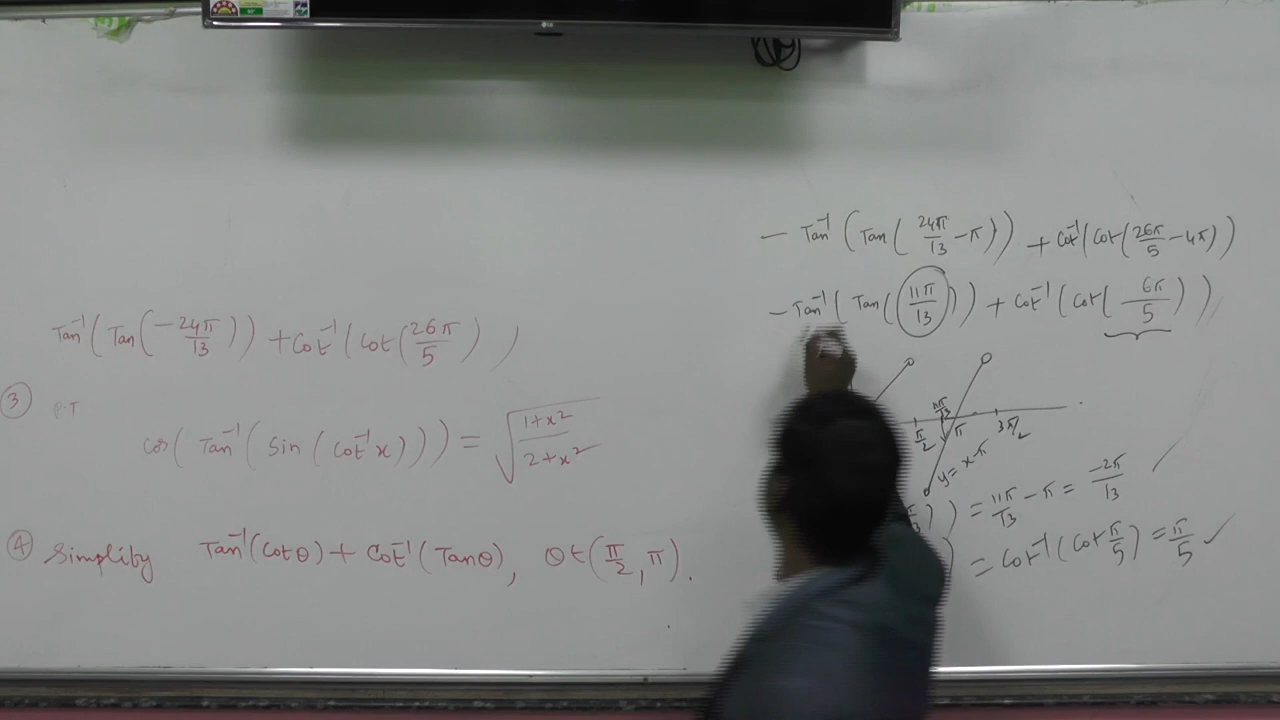 LG
Tan⁻¹(Tan(-24π/13)) + Cot⁻¹(Cot(26π/5))
③ P.T
cos(Tan⁻¹(Sin(Cot⁻¹x))) = √((1+x²)/(2+x²))
④ Simplify Tan⁻¹(Cotθ) + Cot⁻¹(Tanθ), θ∈(π/2, π).
- Tan⁻¹(Tan(24π/13 - π)) + Cot⁻¹(Cot(26π/5 - 4π))
- Tan⁻¹(Tan(11π/13)) + Cot⁻¹(Cot(6π/5))
π/2 11π/13 π 3π/2
y = x-π
) = 11π/13 - π = -2π/13
) = Cot⁻¹(Cot π/5) = π/5 ✓